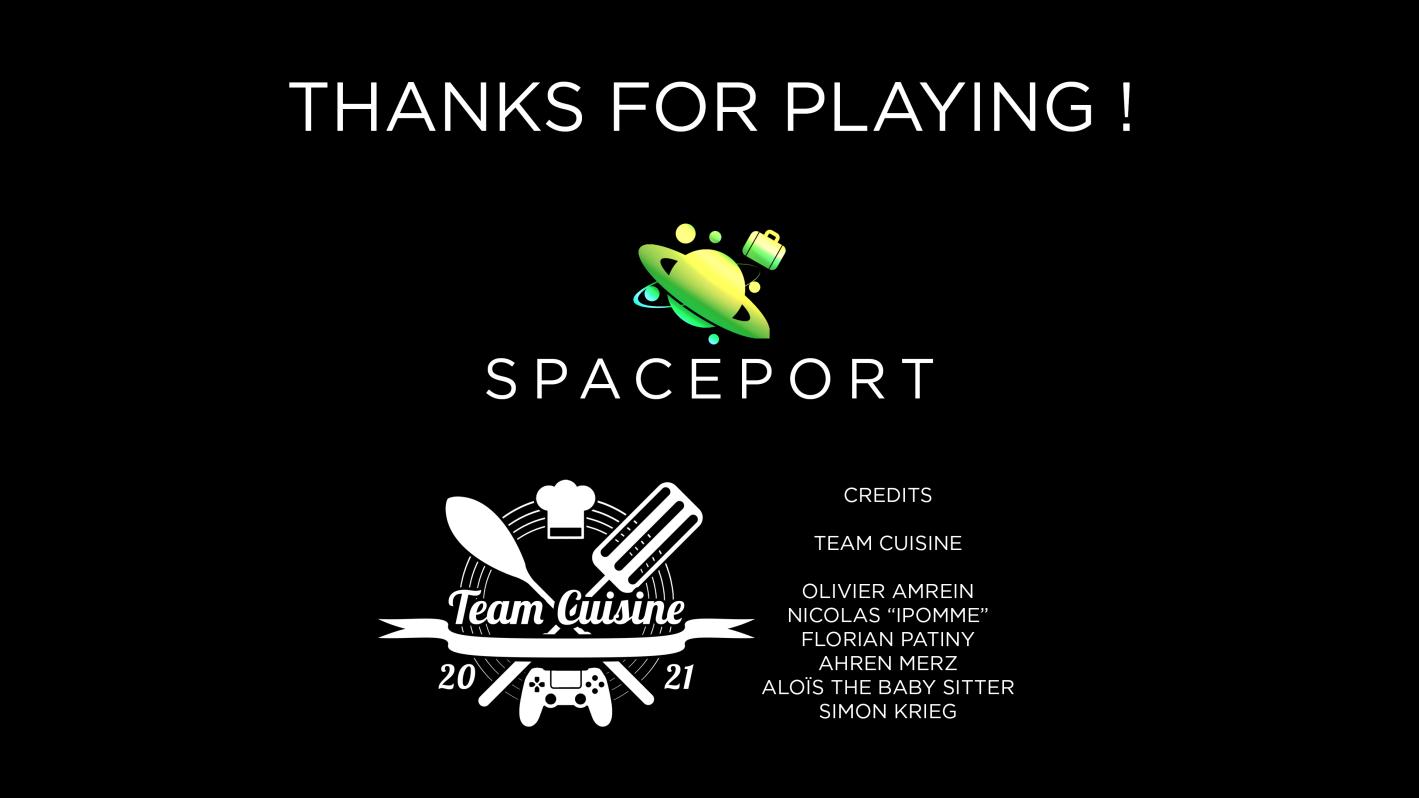 THANKS FOR PLAYING !
SPACEPORT
Team Cuisine
20 21
CREDITS
TEAM CUISINE
OLIVIER AMREIN
NICOLAS “IPOMME”
FLORIAN PATINY
AHREN MERZ
ALOÏS THE BABY SITTER
SIMON KRIEG